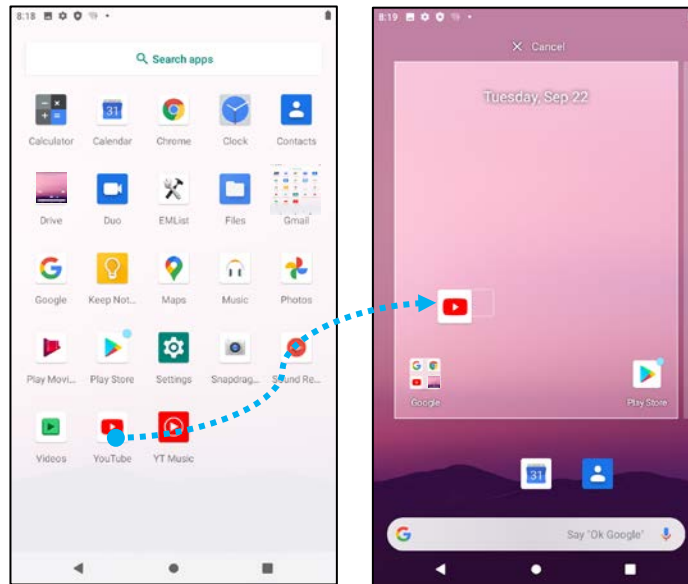 8:18
Search apps
31
Calculator Calendar Chrome Clock Contacts
Drive Duo EMList Files Gmail
Google Keep Not... Maps Music Photos
Play Movi... Play Store Settings Snapdrag... Sound Re...
Videos YouTube YT Music
8:19
Cancel
Tuesday, Sep 22
Google Play Store
31
Say "Ok Google"